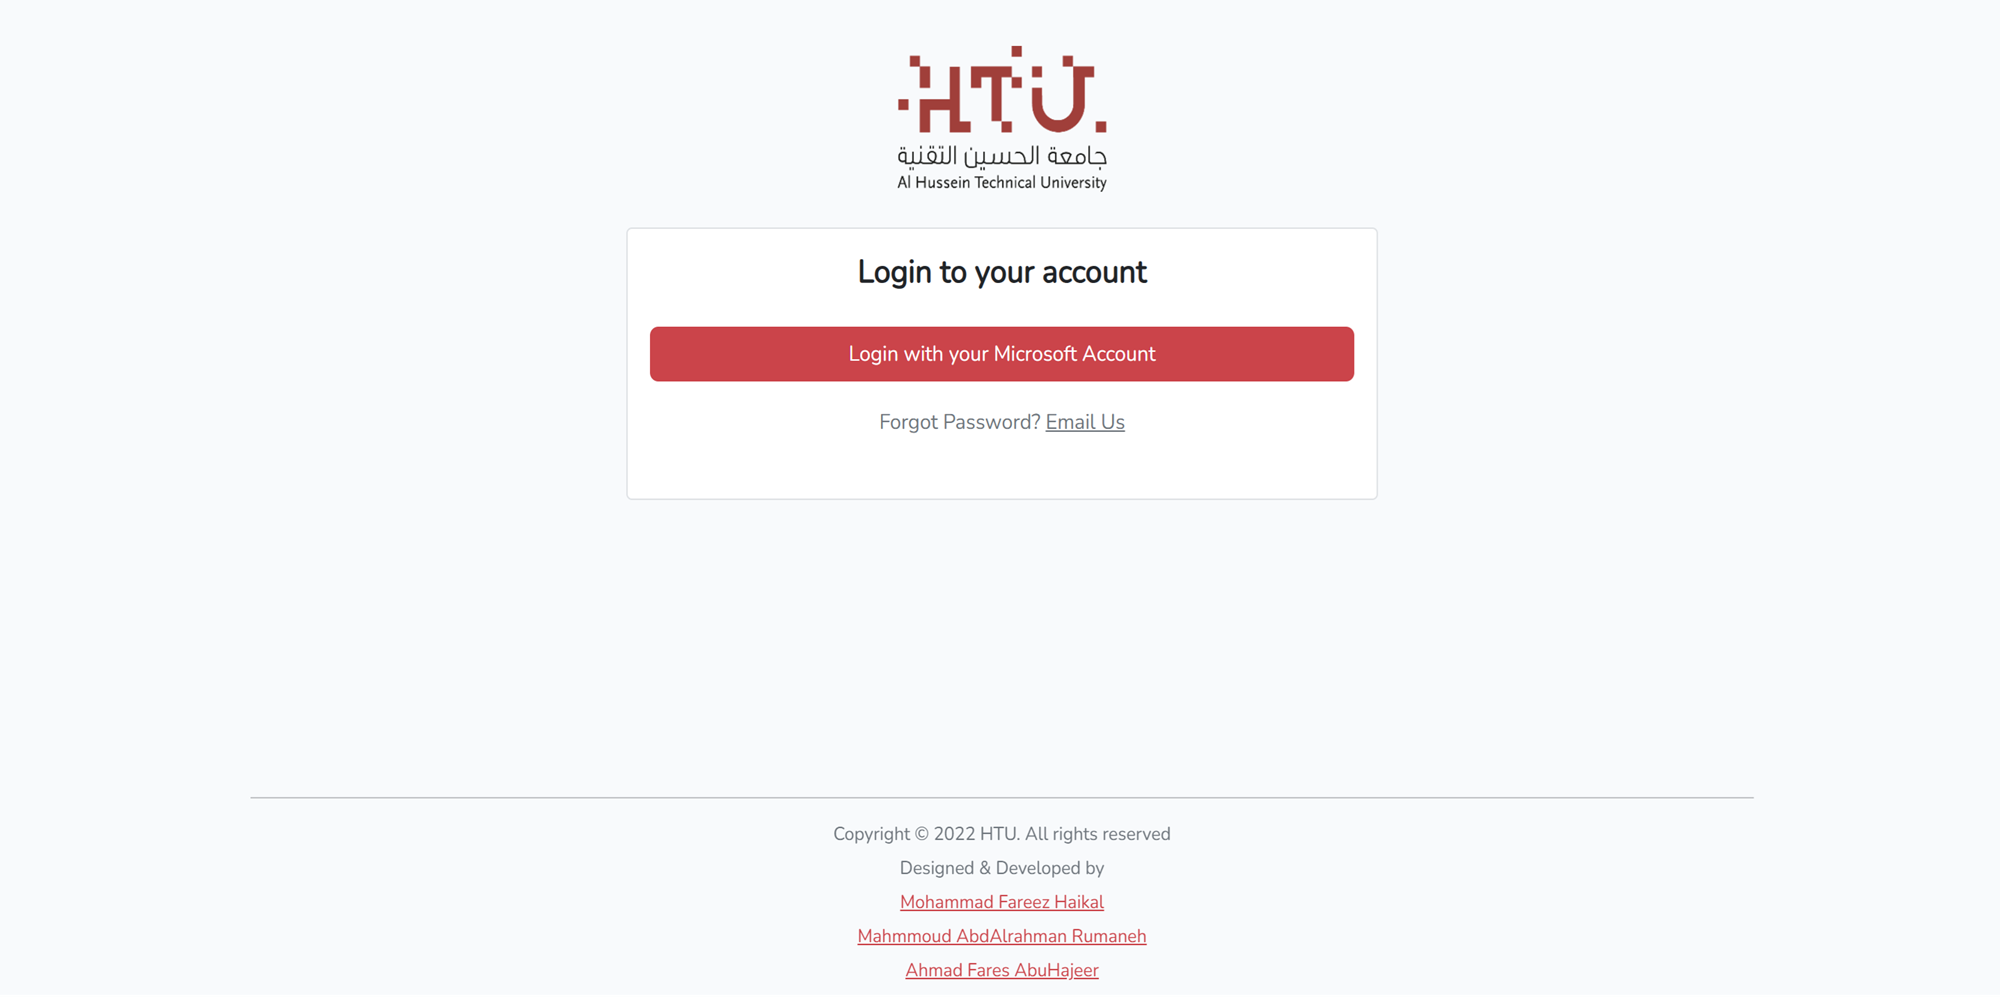 HTU
جامعة الحسين التقنية
Al Hussein Technical University
Login to your account
Login with your Microsoft Account
Forgot Password? Email Us
Copyright © 2022 HTU. All rights reserved
Designed & Developed by
Mohammad Fareez Haikal
Mahmmoud AbdAlrahman Rumaneh
Ahmad Fares AbuHajeer